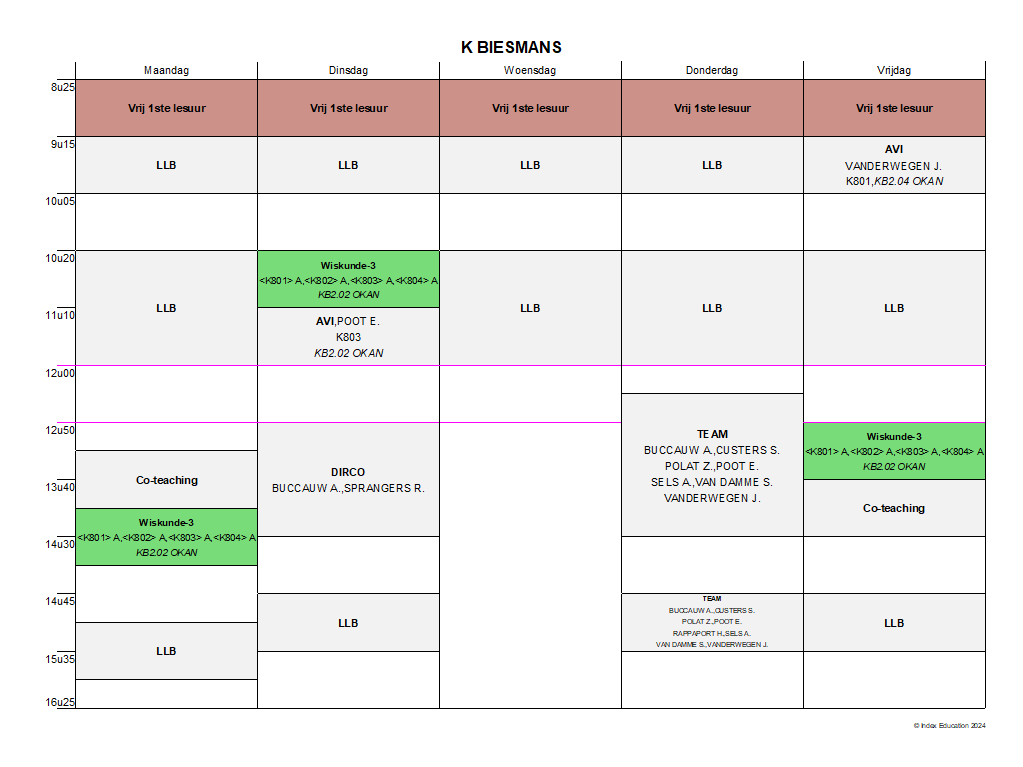 K BIESMANS
Maandag Dinsdag Woensdag Donderdag Vrijdag
8u25
Vrij 1ste lesuur Vrij 1ste lesuur Vrij 1ste lesuur Vrij 1ste lesuur Vrij 1ste lesuur
9u15
LLB LLB LLB LLB
AVI
VANDERWEGEN J.
K801,KB2.04 OKAN
10u05
10u20
Wiskunde-3
<K801> A,<K802> A,<K803> A,<K804> A
KB2.02 OKAN
LLB LLB LLB LLB
11u10
AVI,POOT E.
K803
KB2.02 OKAN
12u00
12u50
TEAM
BUCCAUW A.,CUSTERS S.
POLAT Z.,POOT E.
SELS A.,VAN DAMME S.
VANDERWEGEN J.
Wiskunde-3
<K801> A,<K802> A,<K803> A,<K804> A
KB2.02 OKAN
DIRCO
BUCCAUW A.,SPRANGERS R.
Co-teaching
13u40
Co-teaching
Wiskunde-3
<K801> A,<K802> A,<K803> A,<K804> A
KB2.02 OKAN
14u30
14u45
LLB
TEAM
BUCCAUW A.,CUSTERS S.
POLAT Z.,POOT E.
RAPPAPORT H.,SELS A.
VAN DAMME S.,VANDERWEGEN J.
LLB
LLB
15u35
16u25
© Index Education 2024